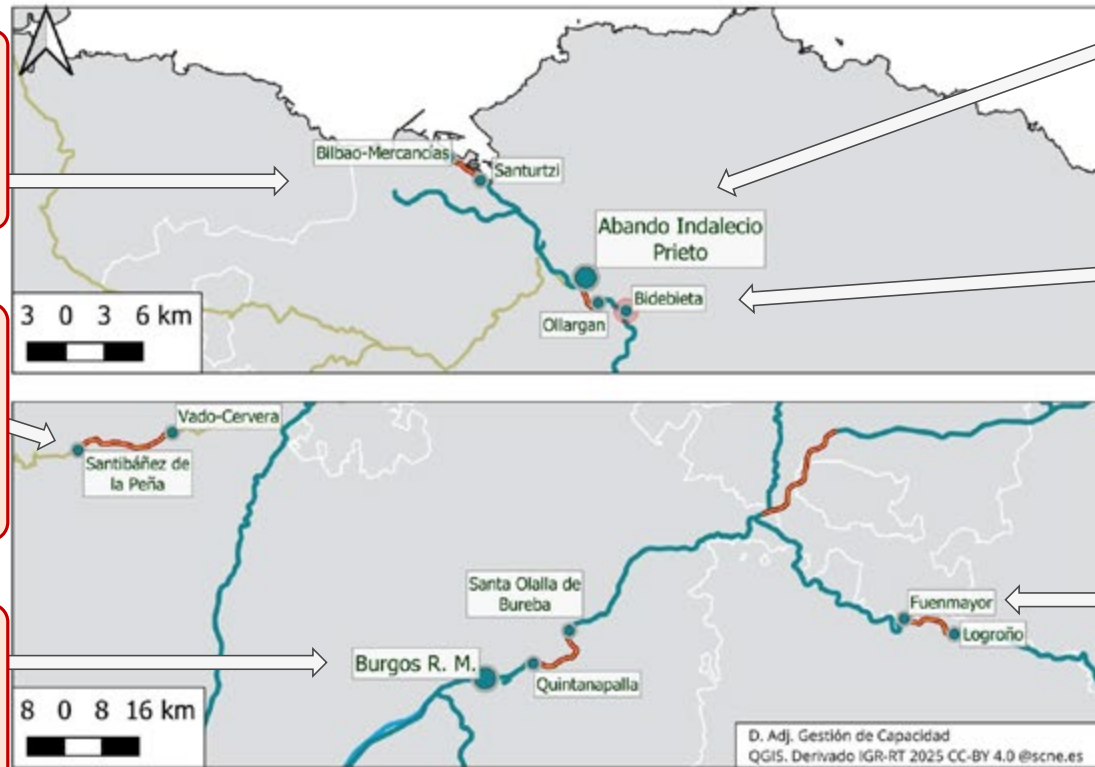 Bilbao-Mercancías
Santurtzi
Abando Indalecio
Prieto
Bidebieta
Ollargan
3 0 3 6 km
Vado-Cervera
Santibáñez de
la Peña
Santa Olalla de
Bureba
Fuenmayor
Logroño
Burgos R. M.
Quintanapalla
8 0 8 16 km
D. Adj. Gestión de Capacidad
QGIS. Derivado IGR-RT 2025 CC-BY 4.0 @scne.es